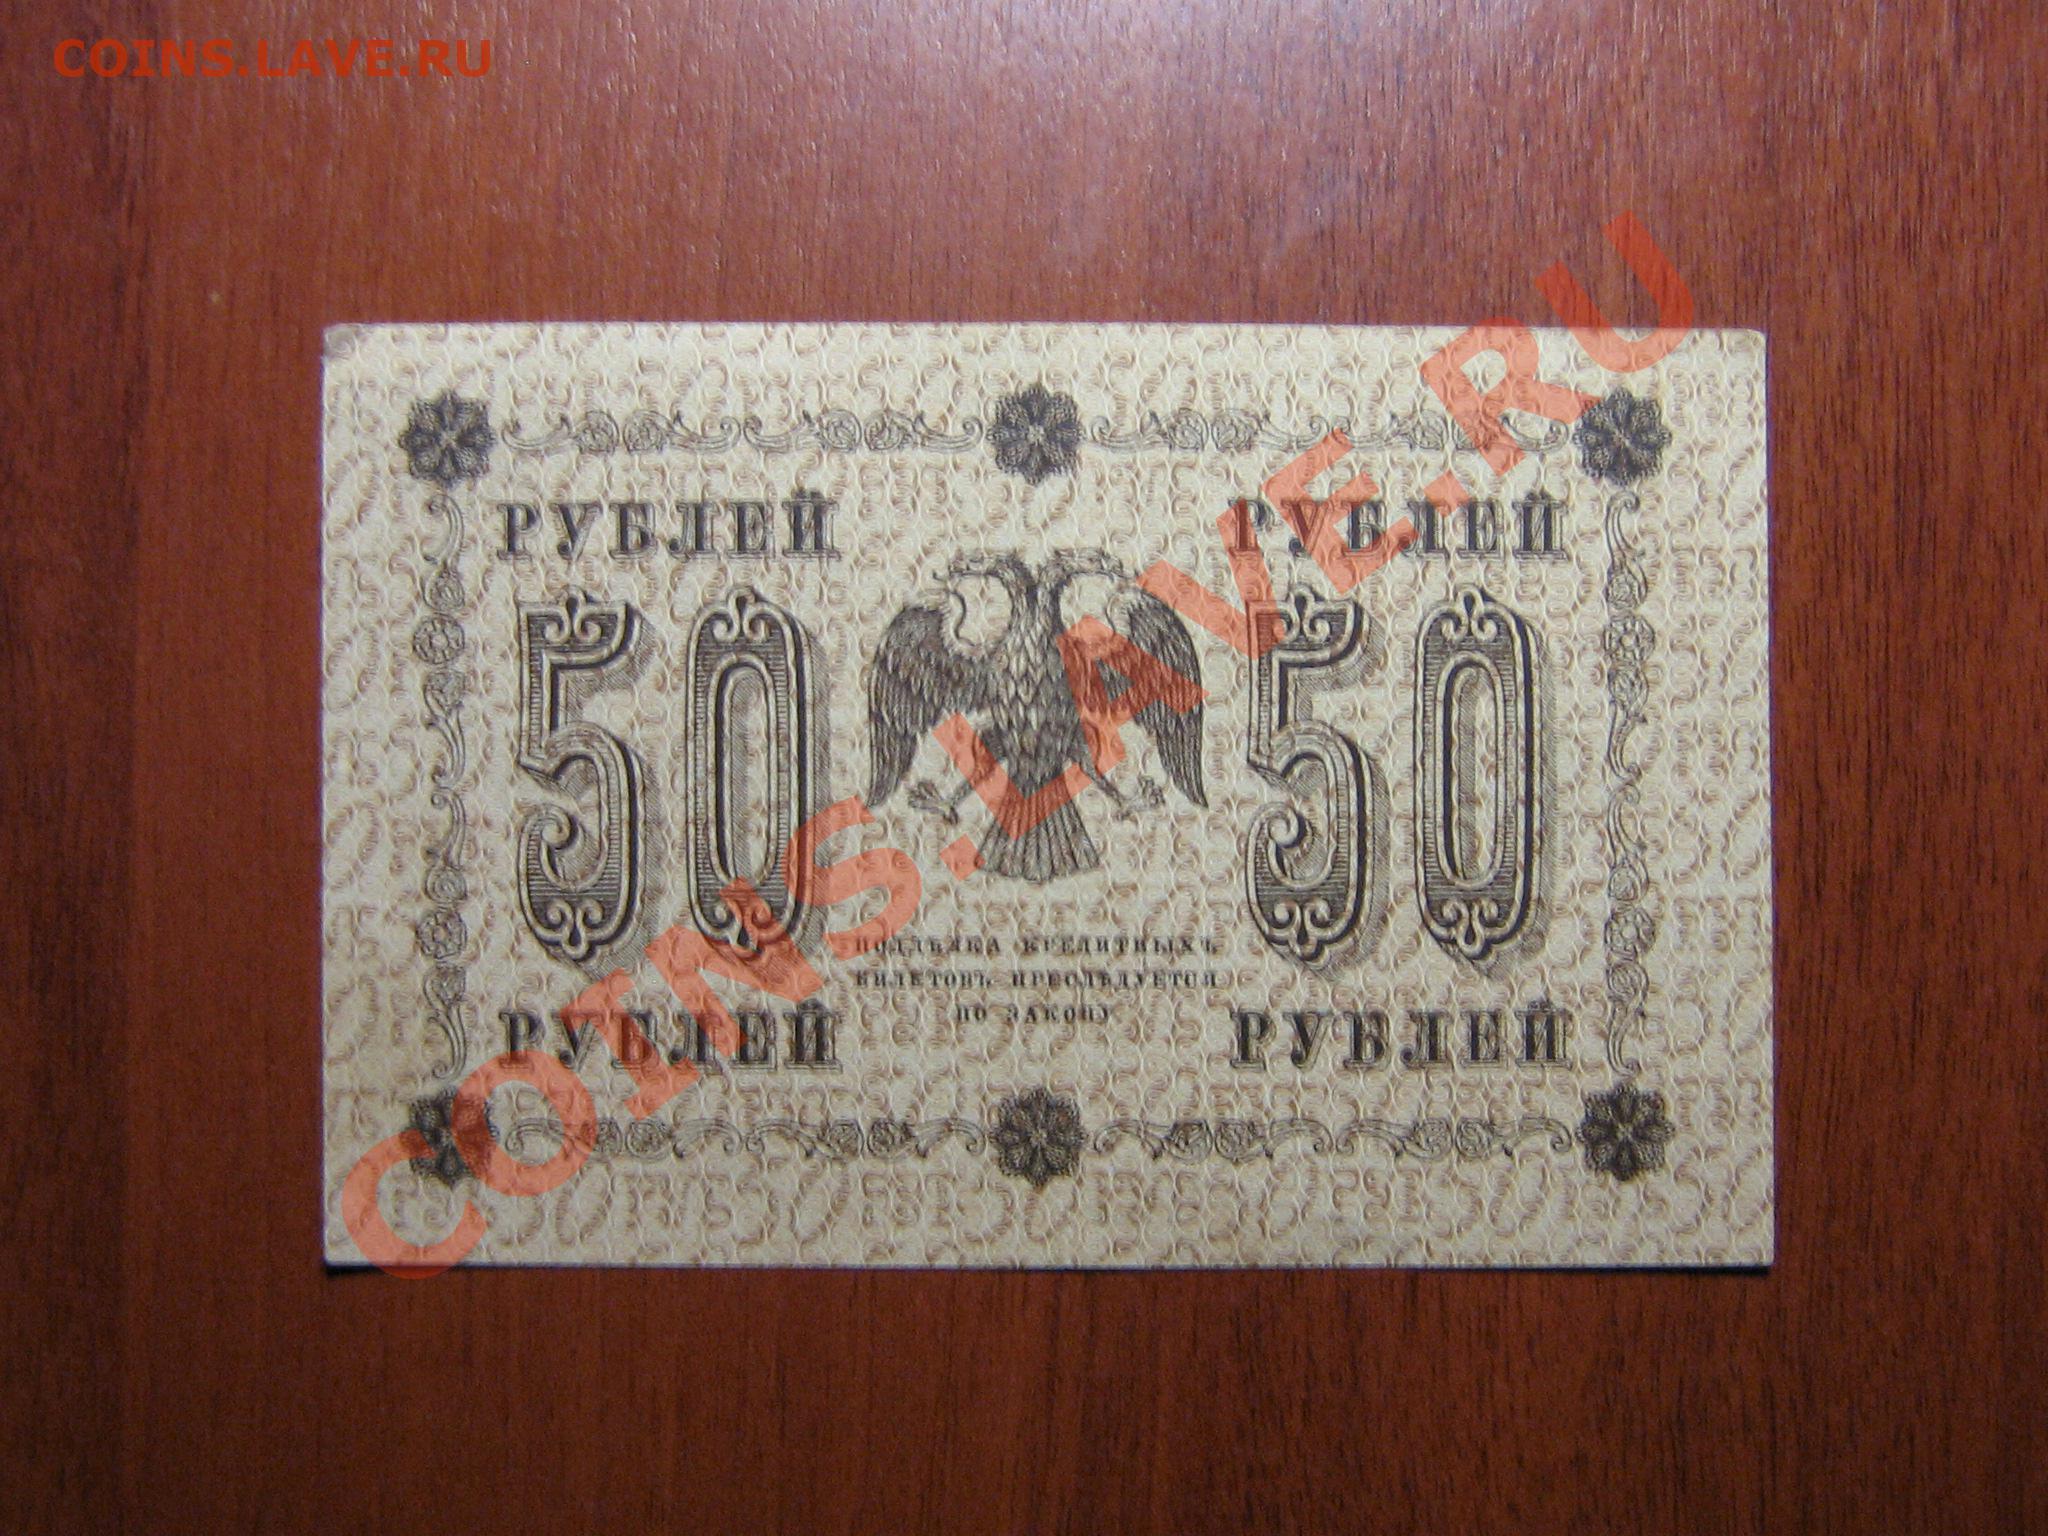 COINS.LAVE.RU
РУБЛЕЙ РУБЛЕЙ
50 50
ПОДДѢЛКА КРЕДИТНЫХЪ
БИЛЕТОВЪ ПРЕСЛѢДУЕТСЯ
ПО ЗАКОНУ
РУБЛЕЙ РУБЛЕЙ
COINS.LAVE.RU